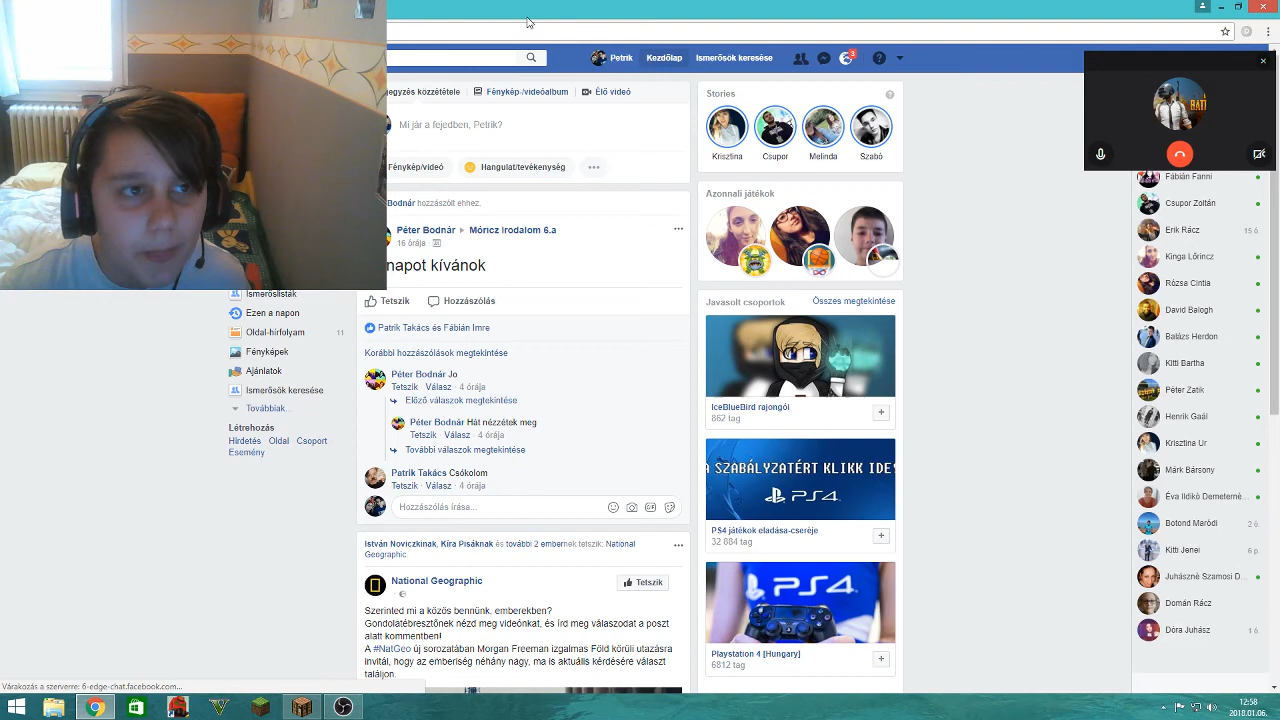 Petrik
Kezdőlap
Ismerősök keresése
3
Fénykép-/videóalbum
Élő videó
Mi jár a fejedben, Petrik?
Hangulat/tevékenység
Bodnár hozzászólt ehhez.
Péter Bodnár ▸ Móricz Irodalom 6.a
16 órája
napot kívánok
Tetszik
Hozzászólás
Patrik Takács és Fábián Imre
Korábbi hozzászólások megtekintése
Péter Bodnár Jo
Tetszik · Válasz · 4 órája
Előző válaszok megtekintése
Péter Bodnár Hát nézzétek meg
Tetszik · Válasz · 4 órája
További válaszok megtekintése
Patrik Takács Csókolom
Tetszik · Válasz · 4 órája
Hozzászólás írása...
István Noviczkinak, Kíra Pisáknak és további 2 embernek tetszik: National
Geographic
National Geographic
Tetszik
Szerinted mi a közös bennünk, emberekben?
Gondolatébresztőnek nézd meg videónkat, és írd meg válaszodat a poszt
alatt kommentben!
A #NatGeo új sorozatában Morgan Freeman izgalmas Föld körüli utazásra
invitál, hogy az emberiség néhány nagy, ma is aktuális kérdésére választ
találjon.
Ismerőslisták
Ezen a napon
Oldal-hírfolyam 11
Fényképek
Ajánlatok
Ismerősök keresése
Továbbiak...
Létrehozás
Hirdetés Oldal Csoport
Esemény
Stories
Krisztina
Csupor
Melinda
Szabó
Azonnali játékok
Javasolt csoportok
Összes megtekintése
IceBlueBird rajongói
862 tag
A SZABÁLYZATÉRT KLIKK IDE
PS4
PS4 játékok eladása-cseréje
32 884 tag
PS4
Playstation 4 [Hungary]
6812 tag
BATI
Fábián Fanni
Csupor Zoltán
Erik Rácz 15 ó.
Kinga Lőrincz
Rózsa Cintia
Dávid Balogh
Balázs Herdon
Kitti Bartha
Péter Zatik
Henrik Gaál
Krisztina Ur
Márk Bársony
Éva Ildikó Demeterné...
Botond Meródi 2 ó.
Kitti Jenei 6 p.
Juhászné Szamosi D...
Domán Rácz
Dóra Juhász 1 ó.
Várakozás a szerverre: 6-edge-chat.facebook.com...
12:58
2018.01.06.